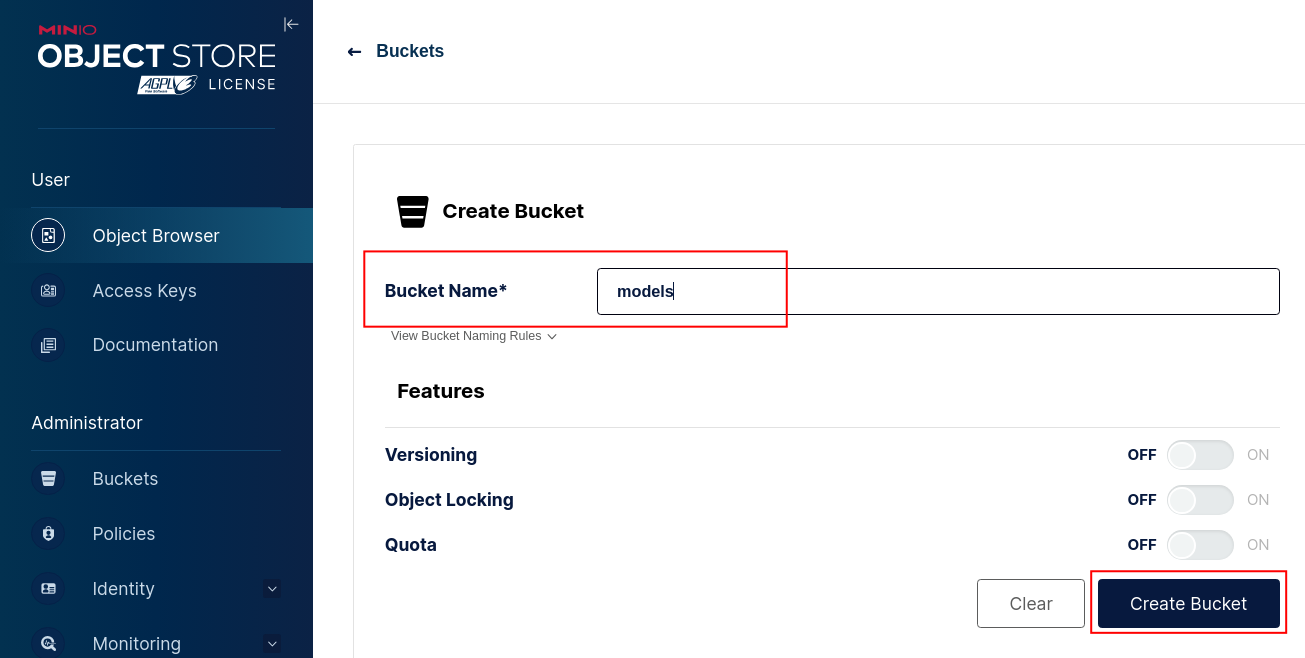 MINIO
OBJECT STORE
AGPL V3 LICENSE
Buckets
User
Object Browser
Access Keys
Documentation
Administrator
Buckets
Policies
Identity
Monitoring
Create Bucket
Bucket Name* models
View Bucket Naming Rules
Features
Versioning OFF ON
Object Locking OFF ON
Quota OFF ON
Clear Create Bucket